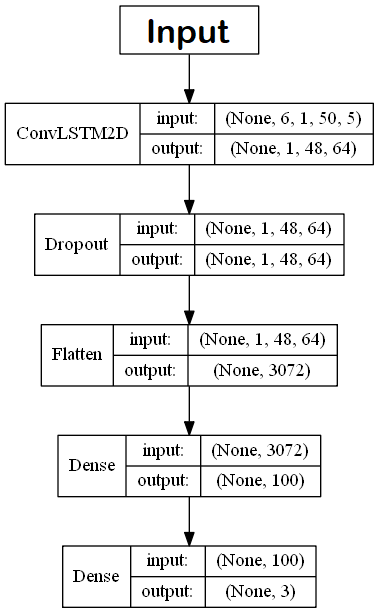 Input
ConvLSTM2D
input:
(None, 6, 1, 50, 5)
output:
(None, 1, 48, 64)
Dropout
input:
(None, 1, 48, 64)
output:
(None, 1, 48, 64)
Flatten
input:
(None, 1, 48, 64)
output:
(None, 3072)
Dense
input:
(None, 3072)
output:
(None, 100)
Dense
input:
(None, 100)
output:
(None, 3)